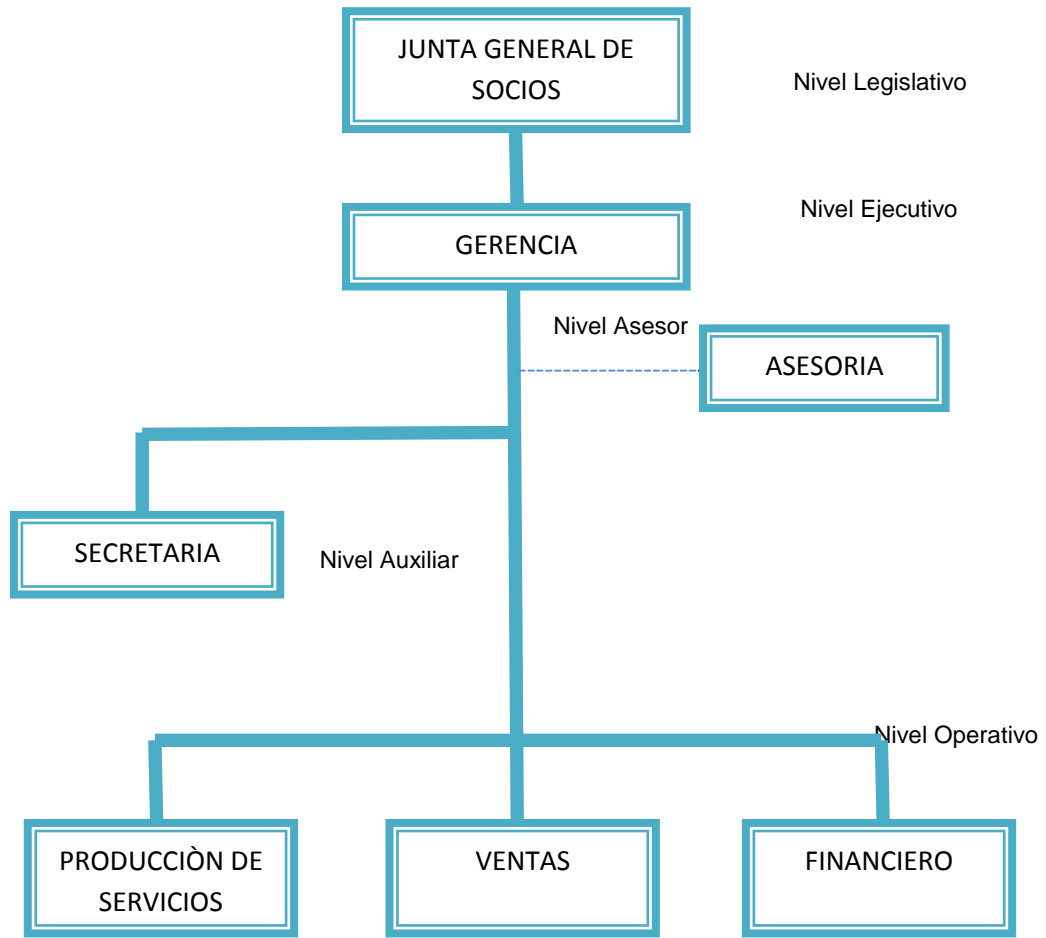 JUNTA GENERAL DE
SOCIOS
Nivel Legislativo
Nivel Ejecutivo
GERENCIA
Nivel Asesor
ASESORIA
SECRETARIA
Nivel Auxiliar
Nivel Operativo
PRODUCCIÒN DE
SERVICIOS
VENTAS
FINANCIERO